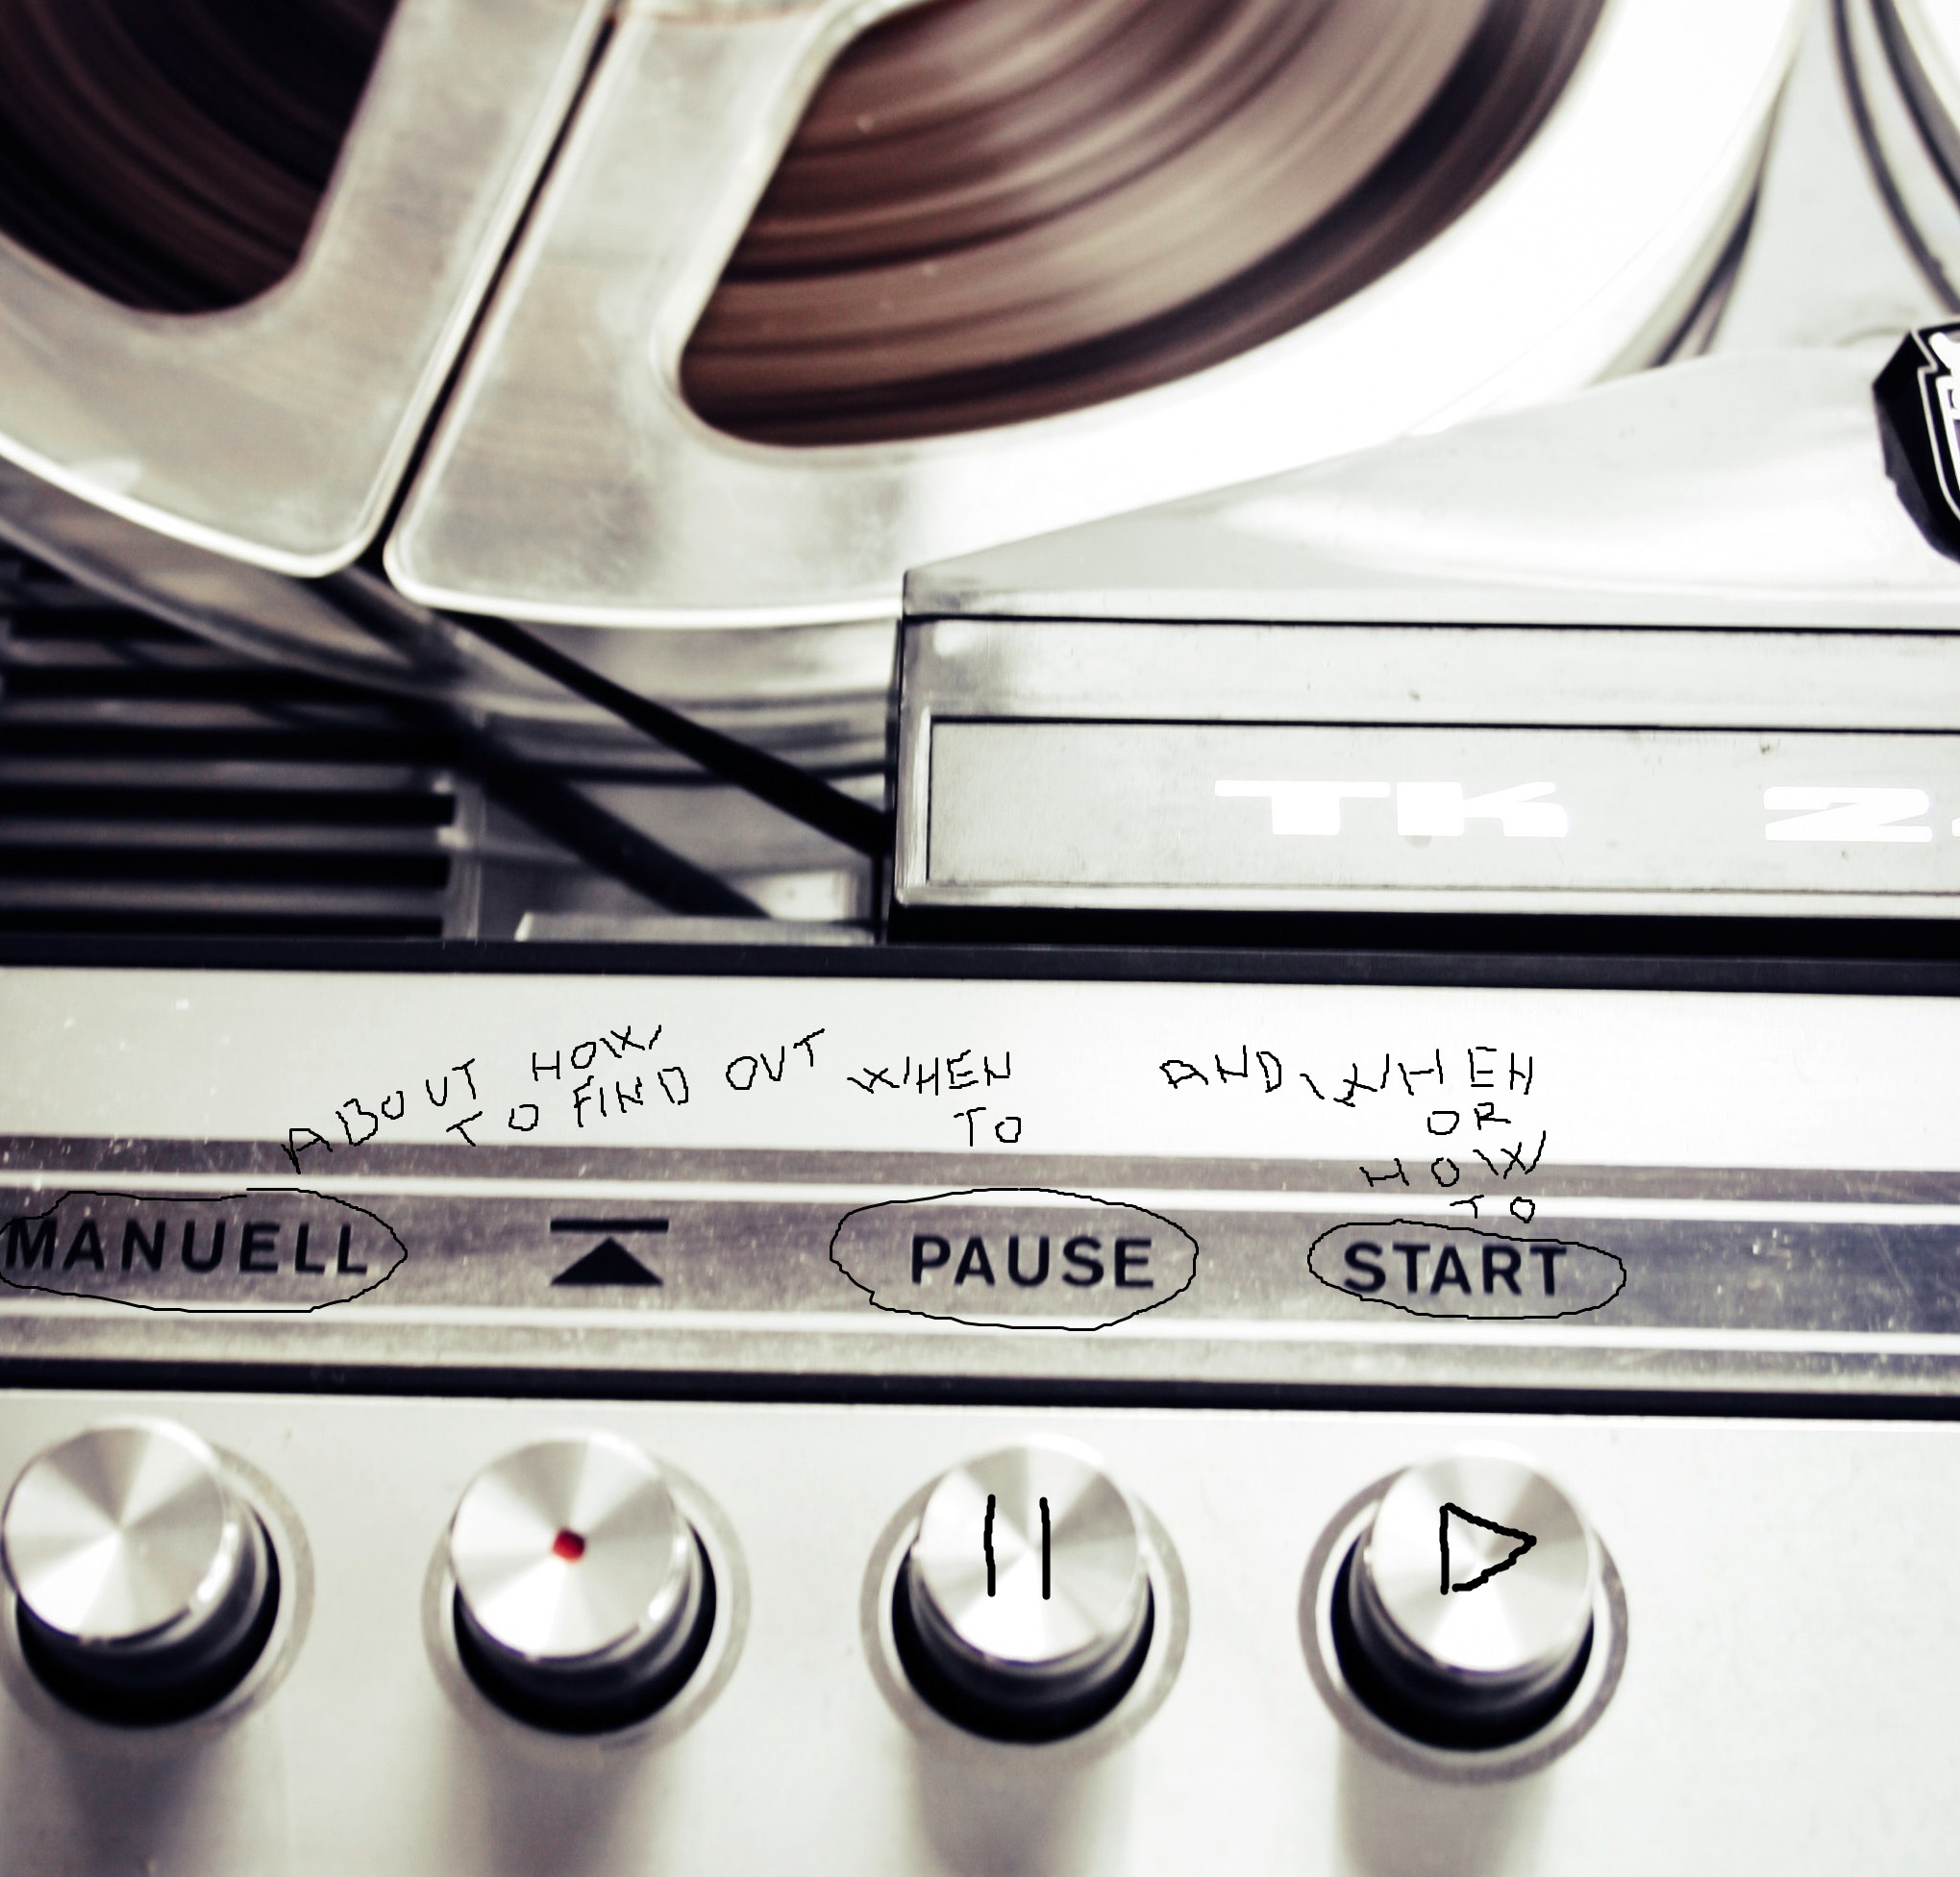 TK 2
ABOUT HOW
TO FIND OUT WHEN
TO
AND, WHEN
OR
HOW
TO
MANUELL PAUSE START